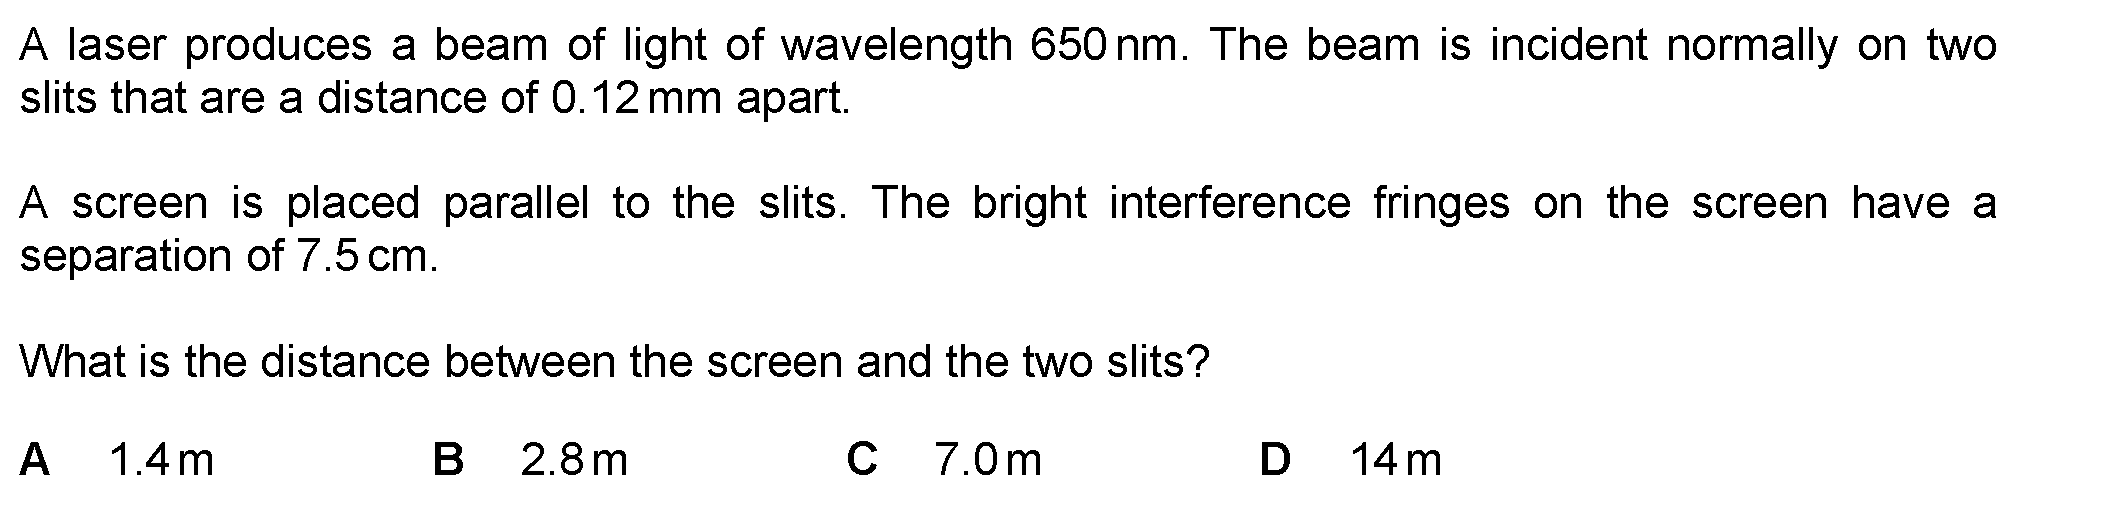 A laser produces a beam of light of wavelength 650 nm. The beam is incident normally on two
slits that are a distance of 0.12 mm apart.
A screen is placed parallel to the slits. The bright interference fringes on the screen have a
separation of 7.5 cm.
What is the distance between the screen and the two slits?
A 1.4 m B 2.8 m C 7.0 m D 14 m